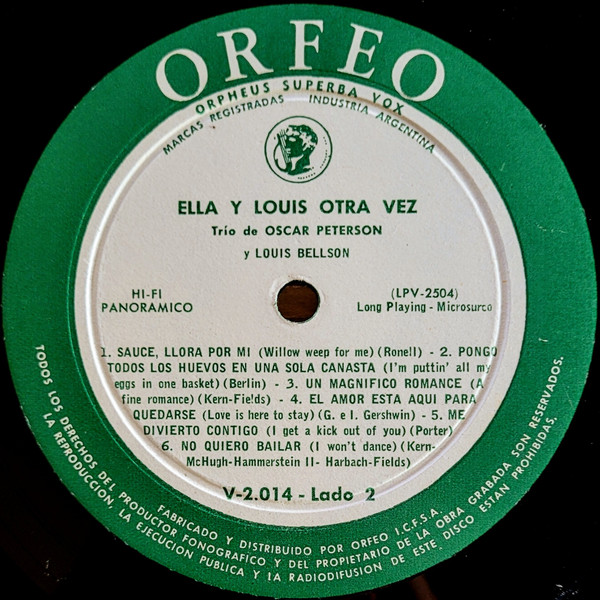 ORFEO
ORPHEUS SUPERBA VOX
MARCAS REGISTRADAS INDUSTRIA ARGENTINA
ELLA Y LOUIS OTRA VEZ
Trío de OSCAR PETERSON
y LOUIS BELLSON
HI-FI
PANORAMICO
(LPV-2504)
Long Playing - Microsurco
1. SAUCE, LLORA POR MI (Willow weep for me) (Ronell) - 2. PONGO
TODOS LOS HUEVOS EN UNA SOLA CANASTA (I'm puttin' all my
eggs in one basket) (Berlin) - 3. UN MAGNIFICO ROMANCE (A
fine romance) (Kern-Fields) - 4. EL AMOR ESTA AQUI PARA
QUEDARSE (Love is here to stay) (G. e I. Gershwin) - 5. ME
DIVIERTO CONTIGO (I get a kick out of you) (Porter)
6. NO QUIERO BAILAR (I won't dance) (Kern-
McHugh-Hammerstein II- Harbach-Fields)
V-2.014 - Lado 2
FABRICADO Y DISTRIBUIDO POR ORFEO I.C.F.S.A.
TODOS LOS DERECHOS DEL PRODUCTOR FONOGRAFICO Y DEL PROPIETARIO DE LA OBRA GRABADA SON RESERVADOS.
LA REPRODUCCION, LA EJECUCION PUBLICA Y LA RADIODIFUSION DE ESTE DISCO ESTAN PROHIBIDAS.